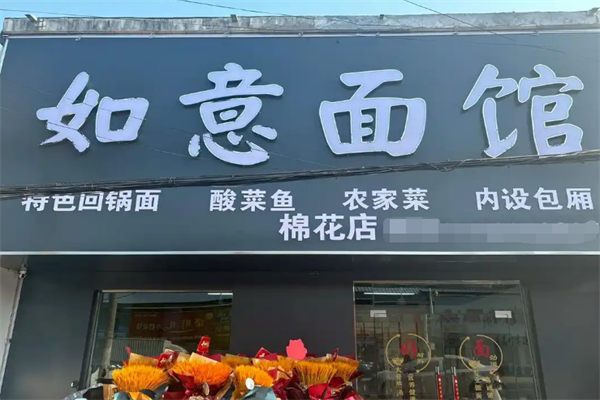 如意面馆
特色回锅面 酸菜鱼 农家菜 内设包厢
棉花店